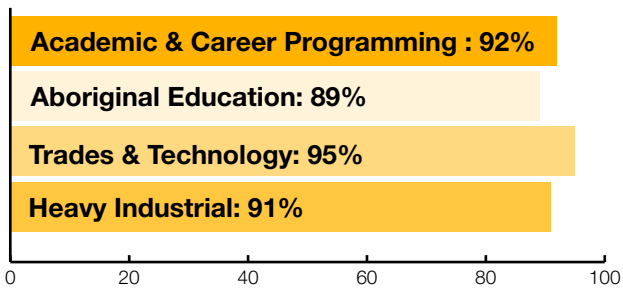 Academic & Career Programming : 92%
Aboriginal Education: 89%
Trades & Technology: 95%
Heavy Industrial: 91%
0 20 40 60 80 100